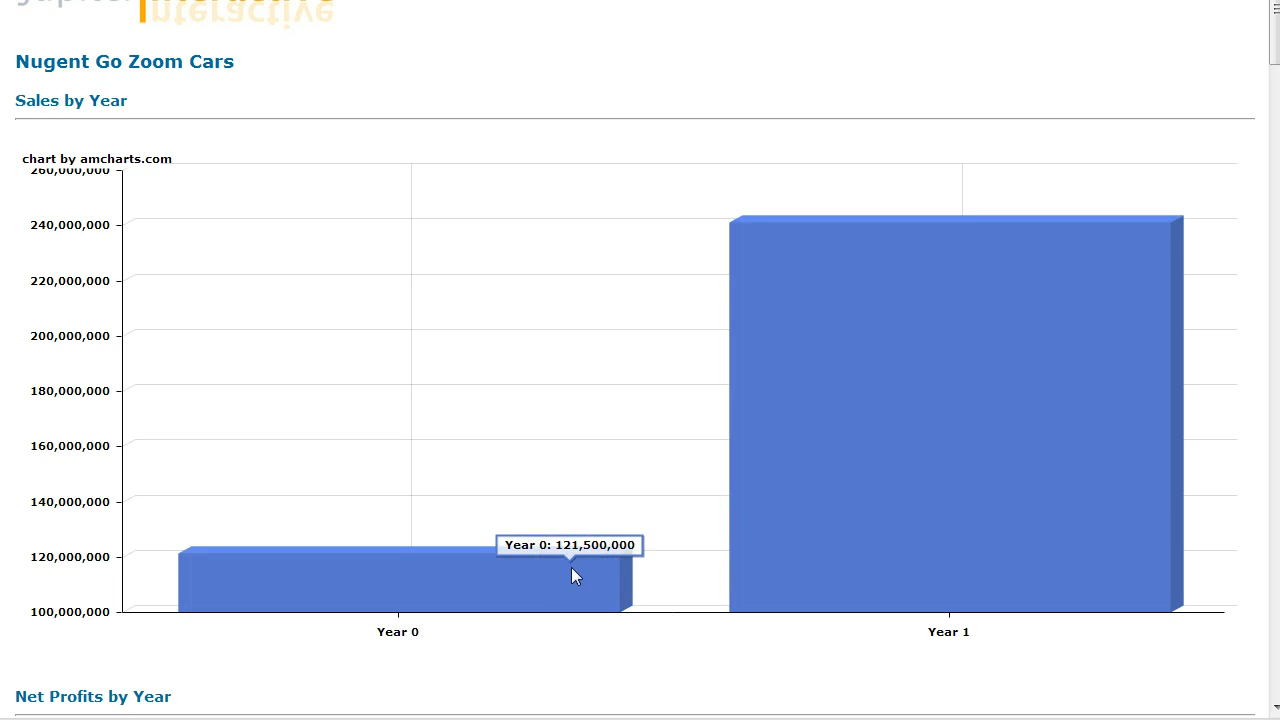 Nugent Go Zoom Cars
Sales by Year
chart by amcharts.com
260,000,000
240,000,000
220,000,000
200,000,000
180,000,000
160,000,000
140,000,000
Year 0: 121,500,000
120,000,000
100,000,000
Year 0
Year 1
Net Profits by Year